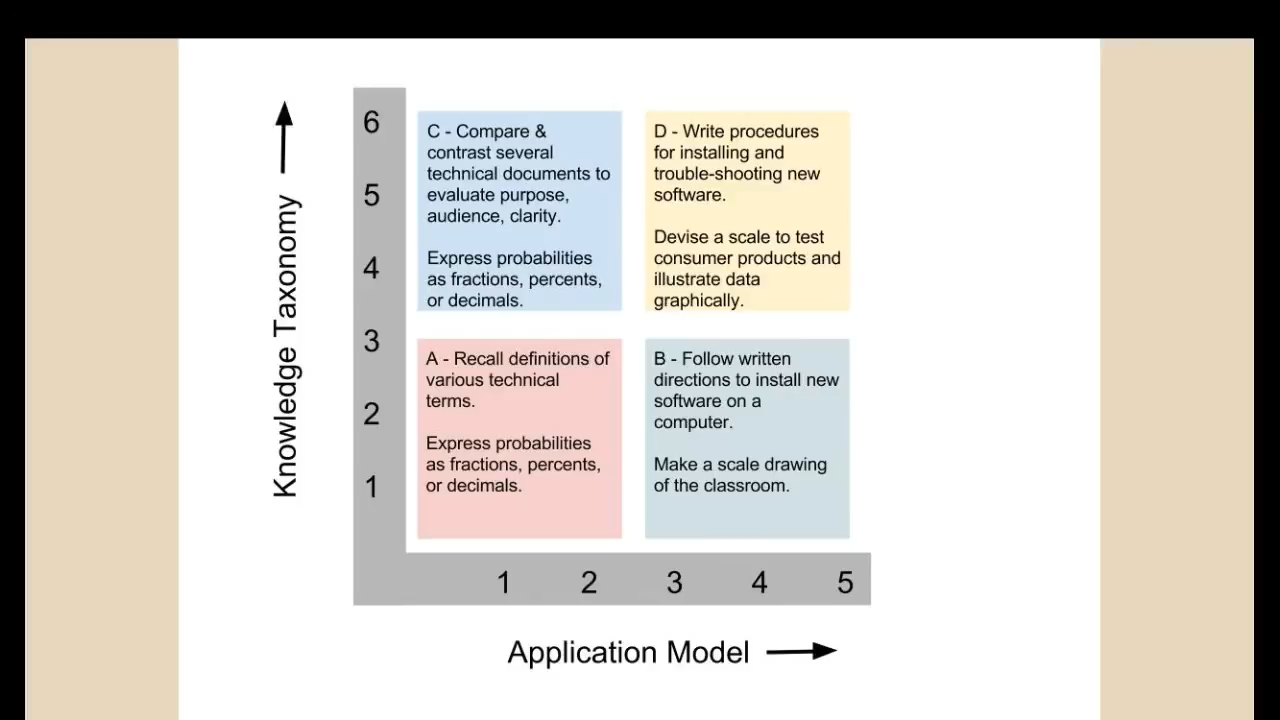 Knowledge Taxonomy
6
5
4
3
2
1
C - Compare &
contrast several
technical documents to
evaluate purpose,
audience, clarity.
Express probabilities
as fractions, percents,
or decimals.
D - Write procedures
for installing and
trouble-shooting new
software.
Devise a scale to test
consumer products and
illustrate data
graphically.
A - Recall definitions of
various technical
terms.
Express probabilities
as fractions, percents,
or decimals.
B - Follow written
directions to install new
software on a
computer.
Make a scale drawing
of the classroom.
1 2 3 4 5
Application Model